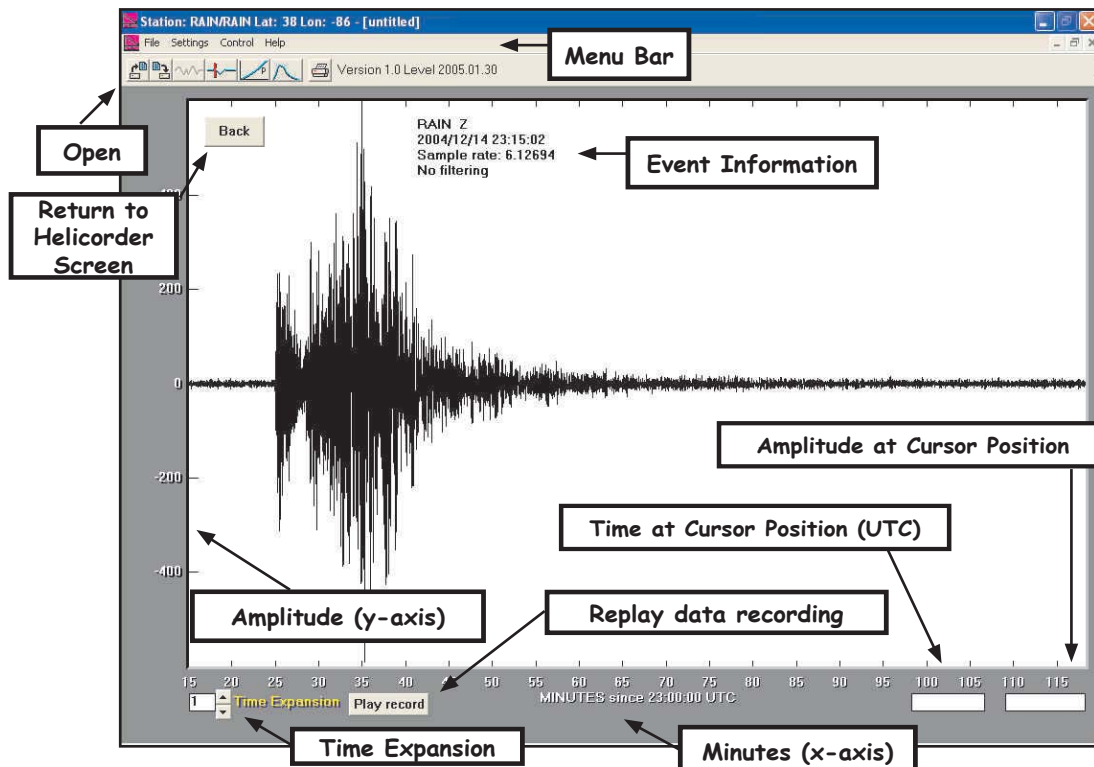 Station: RAIN/RAIN Lat: 38 Lon: -86 - [untitled]
File Settings Control Help
Menu Bar
Version 1.0 Level 2005.01.30
Open
Back
RAIN Z
2004/12/14 23:15:02
Sample rate: 6.12694
No filtering
Event Information
Return to
Helicorder
Screen
200
0
-200
-400
Amplitude at Cursor Position
Time at Cursor Position (UTC)
Amplitude (y-axis)
Replay data recording
15 20 25 30 35 40 45 50 55 60 65 70 75 80 85 90 95 100 105 110 115
1 Time Expansion Play record MINUTES since 23:00:00 UTC
Time Expansion
Minutes (x-axis)